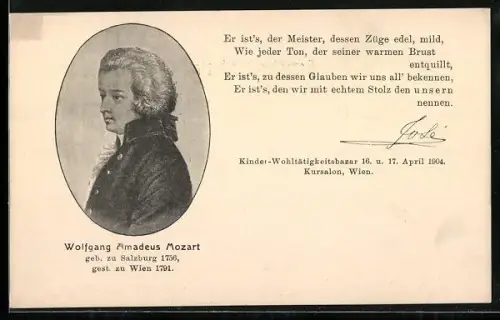 Er ist's, der Meister, dessen Züge edel, mild,
Wie jeder Ton, der seiner warmen Brust
entquillt,
Er ist's, zu dessen Glauben wir uns all' bekennen,
Er ist's, den wir mit echtem Stolz den unsern
nennen.
Kinder-Wohltätigkeitsbazar 16. u. 17. April 1904.
Kursalon, Wien.
Wolfgang Amadeus Mozart
geb. zu Salzburg 1756,
gest. zu Wien 1791.